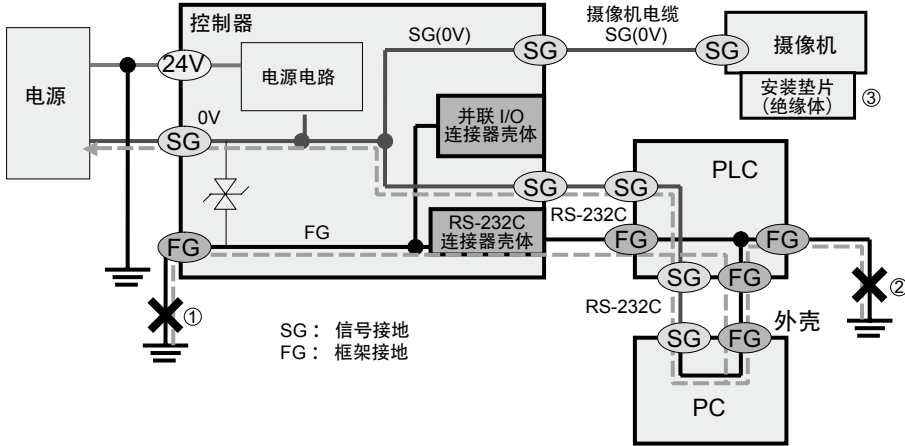 控制器
电源
24V
电源电路
SG(0V)
SG
摄像机电缆
SG(0V)
SG
摄像机
安装垫片
（绝缘体）
③
0V
SG
并联 I/O
连接器壳体
SG
SG
PLC
RS-232C
FG
FG
RS-232C
连接器壳体
FG
FG
SG
FG
①
②
RS-232C
外壳
SG： 信号接地
FG： 框架接地
SG
FG
PC